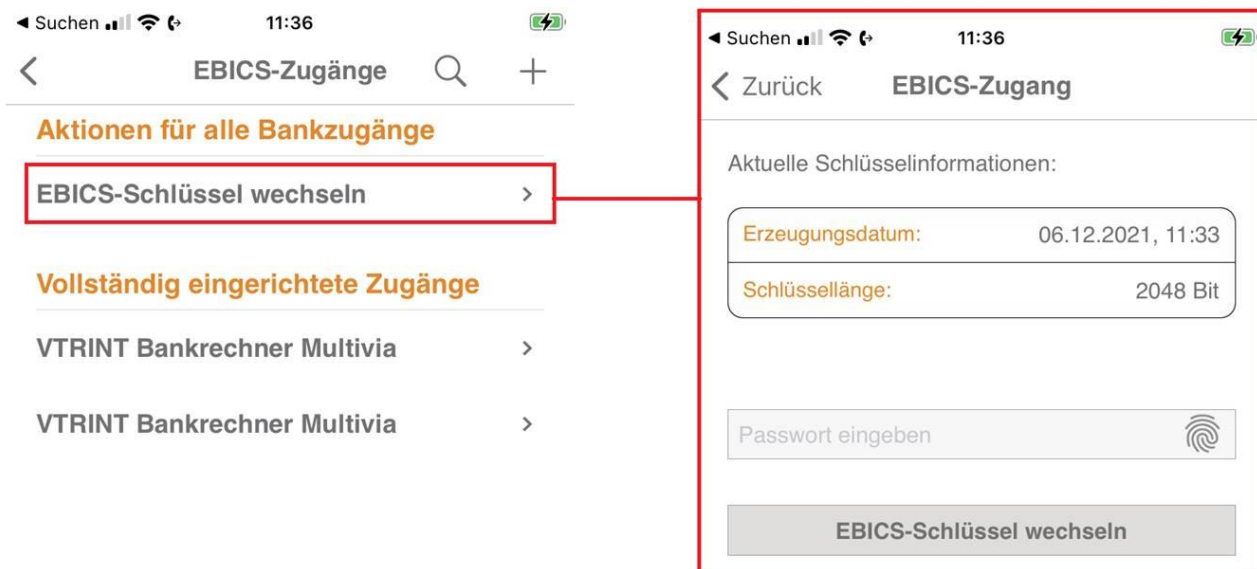 Suchen 11:36
EBICS-Zugänge
Aktionen für alle Bankzugänge
EBICS-Schlüssel wechseln
Vollständig eingerichtete Zugänge
VTRINT Bankrechner Multivia
VTRINT Bankrechner Multivia
Suchen 11:36
Zurück EBICS-Zugang
Aktuelle Schlüsselinformationen:
Erzeugungsdatum: 06.12.2021, 11:33
Schlüssellänge: 2048 Bit
Passwort eingeben
EBICS-Schlüssel wechseln